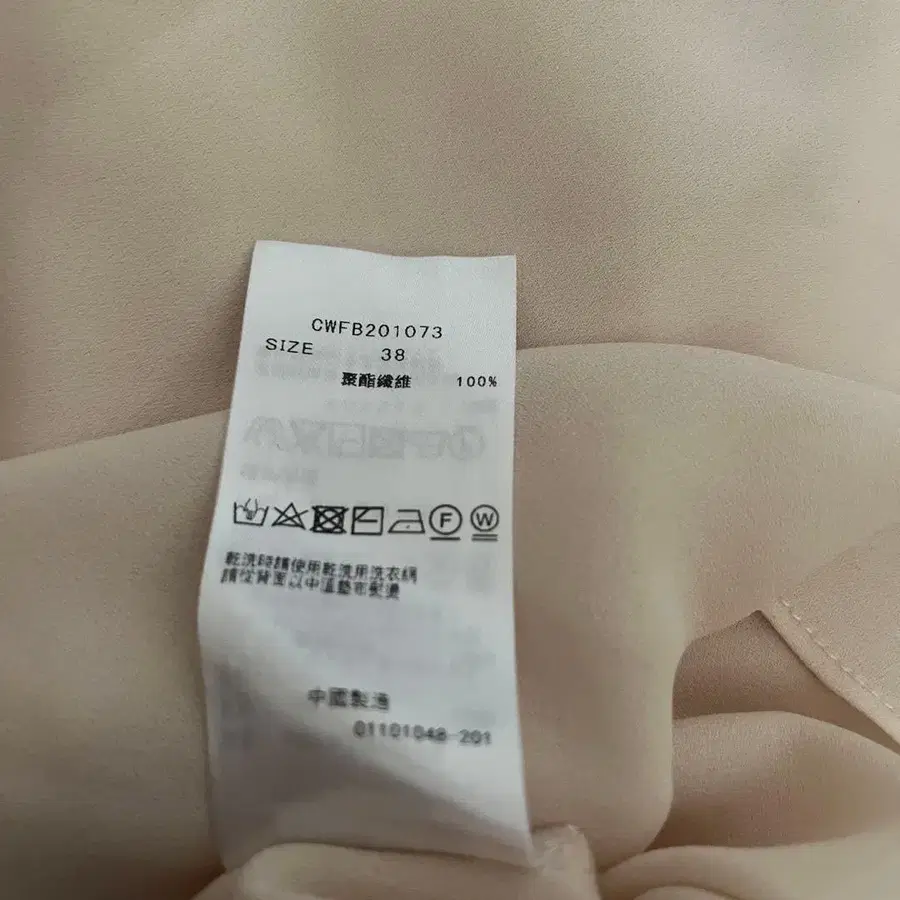 CWFB201073
SIZE 38
聚酯纖維 100%
F W
乾洗時請使用乾洗用洗衣網
請從背面以中溫墊布熨燙
中國製造
01101048-201